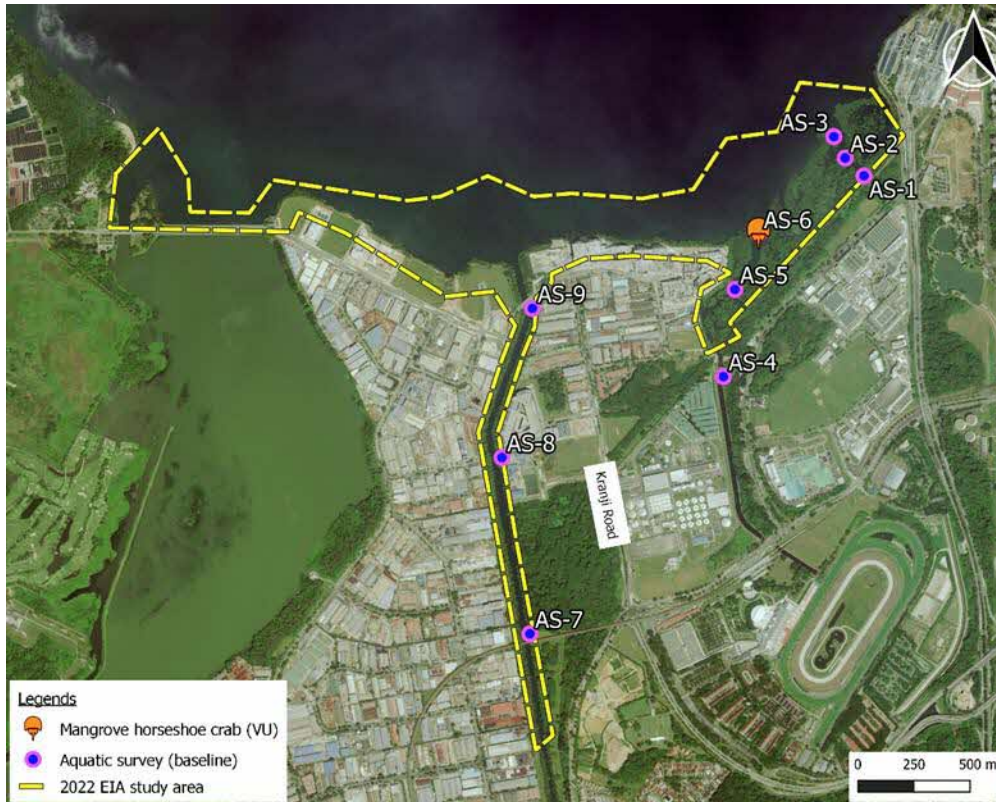 AS-3
AS-2
AS-1
AS-6
AS-5
AS-9
AS-4
AS-8
Kranji Road
AS-7
Legends
Mangrove horseshoe crab (VU)
Aquatic survey (baseline)
2022 EIA study area
0 250 500 m